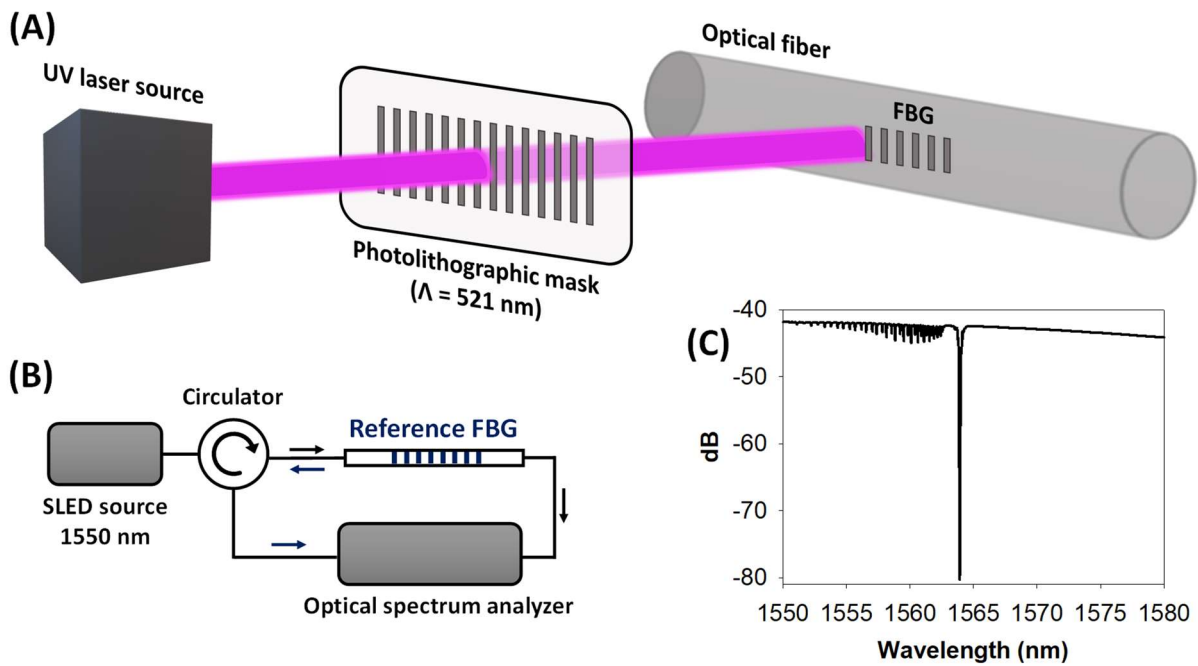 (A)
UV laser source
Photolithographic mask
(Λ = 521 nm)
Optical fiber
FBG
(B)
Circulator
Reference FBG
SLED source
1550 nm
Optical spectrum analyzer
(C)
-40
-50
-60
-70
-80
dB
1550 1555 1560 1565 1570 1575 1580
Wavelength (nm)